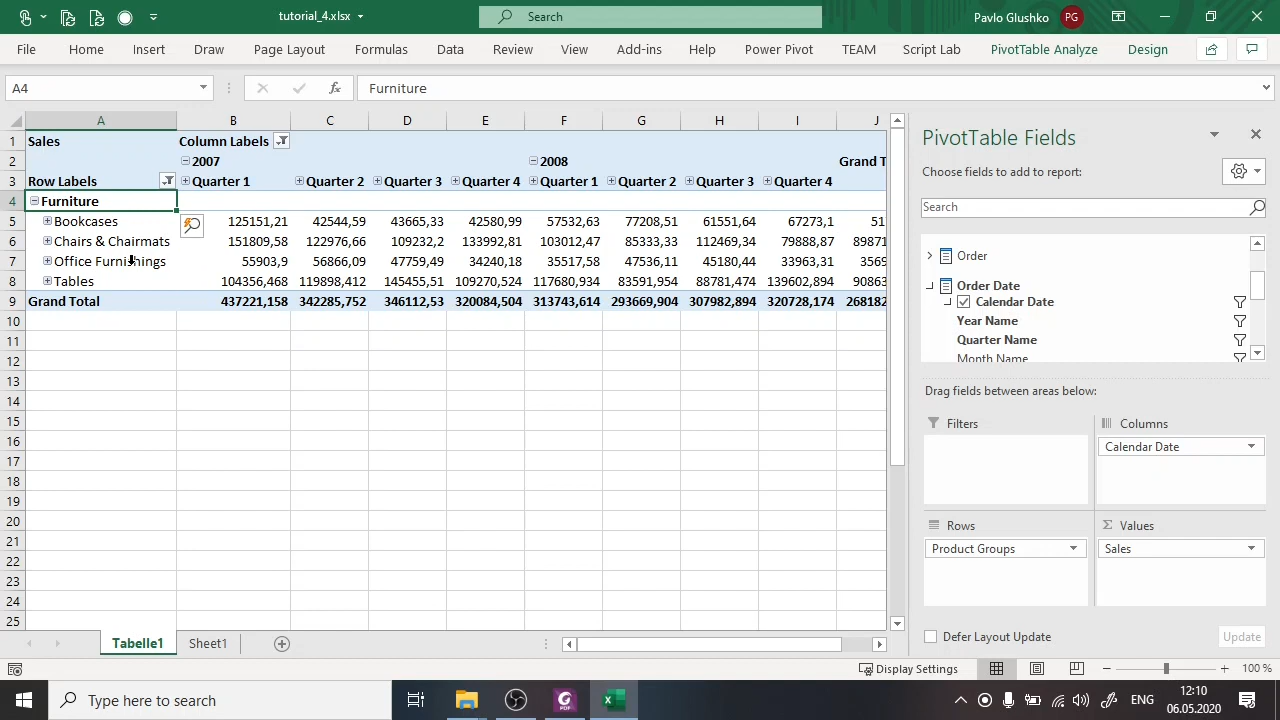 tutorial_4.xlsx
Search
Pavlo Glushko
PG
File Home Insert Draw Page Layout Formulas Data Review View Add-ins Help Power Pivot TEAM Script Lab PivotTable Analyze Design
A4
fx
Furniture
A B C D E F G H I J
1 Sales Column Labels
2 2007 2008 Grand T
3 Row Labels Quarter 1 Quarter 2 Quarter 3 Quarter 4 Quarter 1 Quarter 2 Quarter 3 Quarter 4
4 Furniture
5 Bookcases 125151,21 42544,59 43665,33 42580,99 57532,63 77208,51 61551,64 67273,1 51
6 Chairs & Chairmats 151809,58 122976,66 109232,2 133992,81 103012,47 85333,33 112469,34 79888,87 89871
7 Office Furnishings 55903,9 56866,09 47759,49 34240,18 35517,58 47536,11 45180,44 33963,31 3569
8 Tables 104356,468 119898,412 145455,51 109270,524 117680,934 83591,954 88781,474 139602,894 90863
9 Grand Total 437221,158 342285,752 346112,53 320084,504 313743,614 293669,904 307982,894 320728,174 268182
10
11
12
13
14
15
16
17
18
19
20
21
22
23
24
25
PivotTable Fields
Choose fields to add to report:
Search
Order
Order Date
Calendar Date
Year Name
Quarter Name
Month Name
Drag fields between areas below:
Filters
Columns
Calendar Date
Rows
Σ Values
Product Groups
Sales
Defer Layout Update
Update
Tabelle1 Sheet1
Display Settings
100 %
Type here to search
PDF
ENG
12:10
06.05.2020